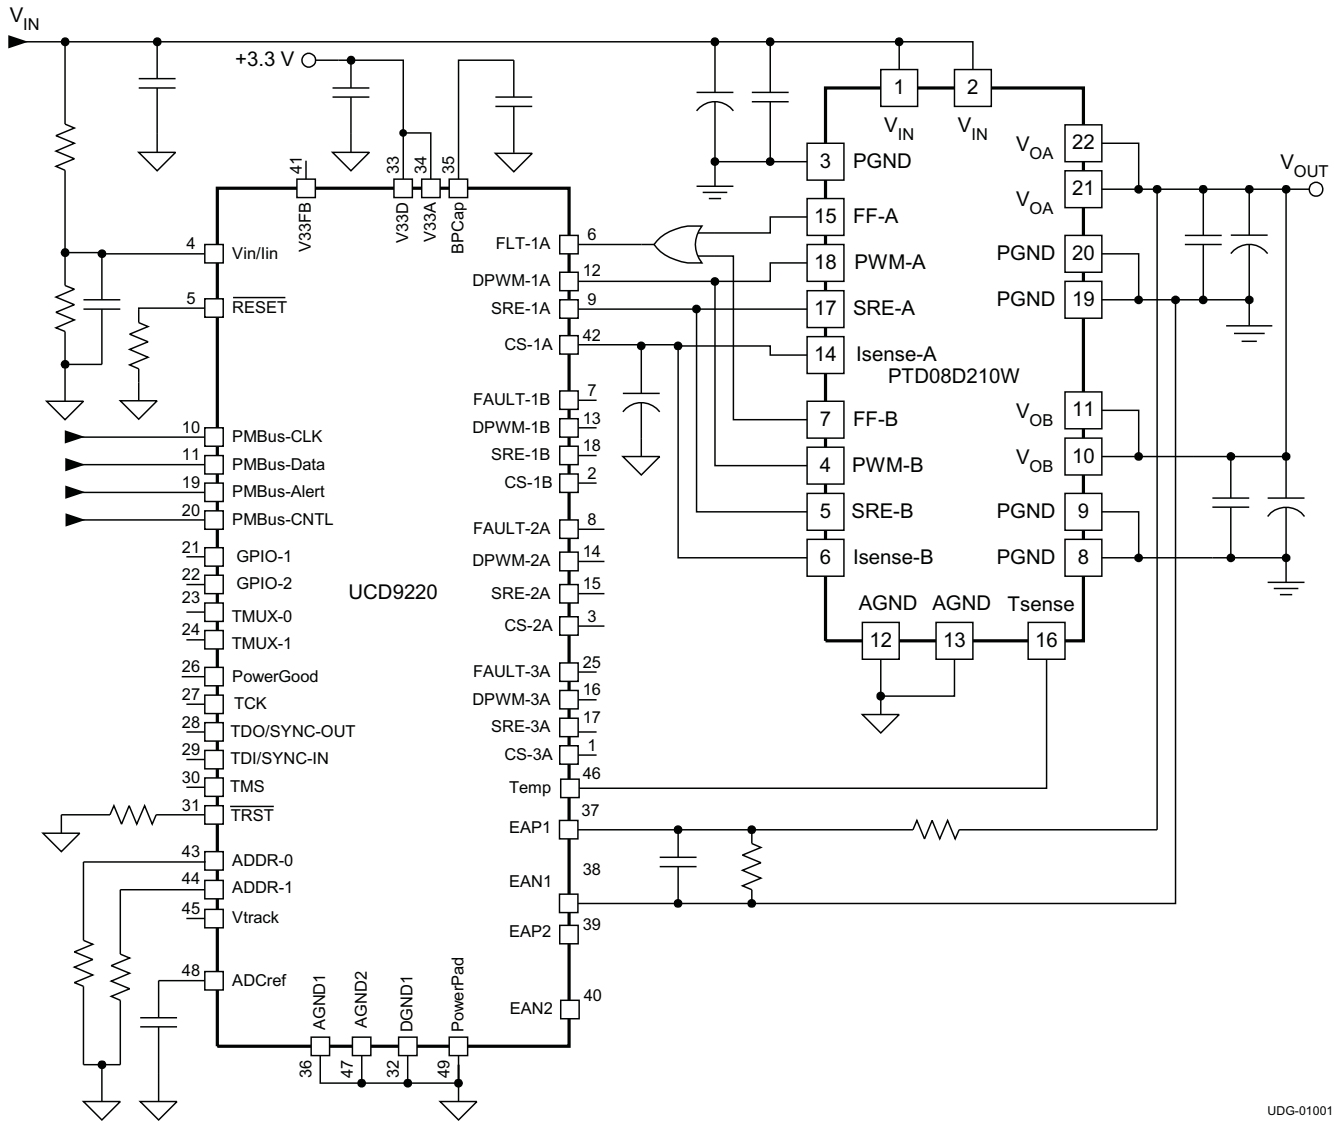 V_IN
+3.3 V
41
33
34
35
V33FB
V33D
V33A
BPCap
4 Vin/Iin
5 RESET
10 PMBus-CLK
11 PMBus-Data
19 PMBus-Alert
20 PMBus-CNTL
21 GPIO-1
22 GPIO-2
23 TMUX-0
24 TMUX-1
26 PowerGood
27 TCK
28 TDO/SYNC-OUT
29 TDI/SYNC-IN
30 TMS
31 TRST
43 ADDR-0
44 ADDR-1
45 Vtrack
48 ADCref
UCD9220
FLT-1A 6
DPWM-1A 12
SRE-1A 9
CS-1A 42
FAULT-1B 7
DPWM-1B 13
SRE-1B 18
CS-1B 2
FAULT-2A 8
DPWM-2A 14
SRE-2A 15
CS-2A 3
FAULT-3A 25
DPWM-3A 16
SRE-3A 17
CS-3A 1
Temp 46
EAP1 37
EAN1 38
EAP2 39
EAN2 40
AGND1
AGND2
DGND1
PowerPad
36
47
32
49
1
2
V_IN
V_IN
3 PGND
15 FF-A
18 PWM-A
17 SRE-A
14 Isense-A
PTD08D210W
7 FF-B
4 PWM-B
5 SRE-B
6 Isense-B
V_OA 22
V_OA 21
PGND 20
PGND 19
V_OB 11
V_OB 10
PGND 9
PGND 8
AGND
AGND
Tsense
12
13
16
V_OUT
UDG-01001